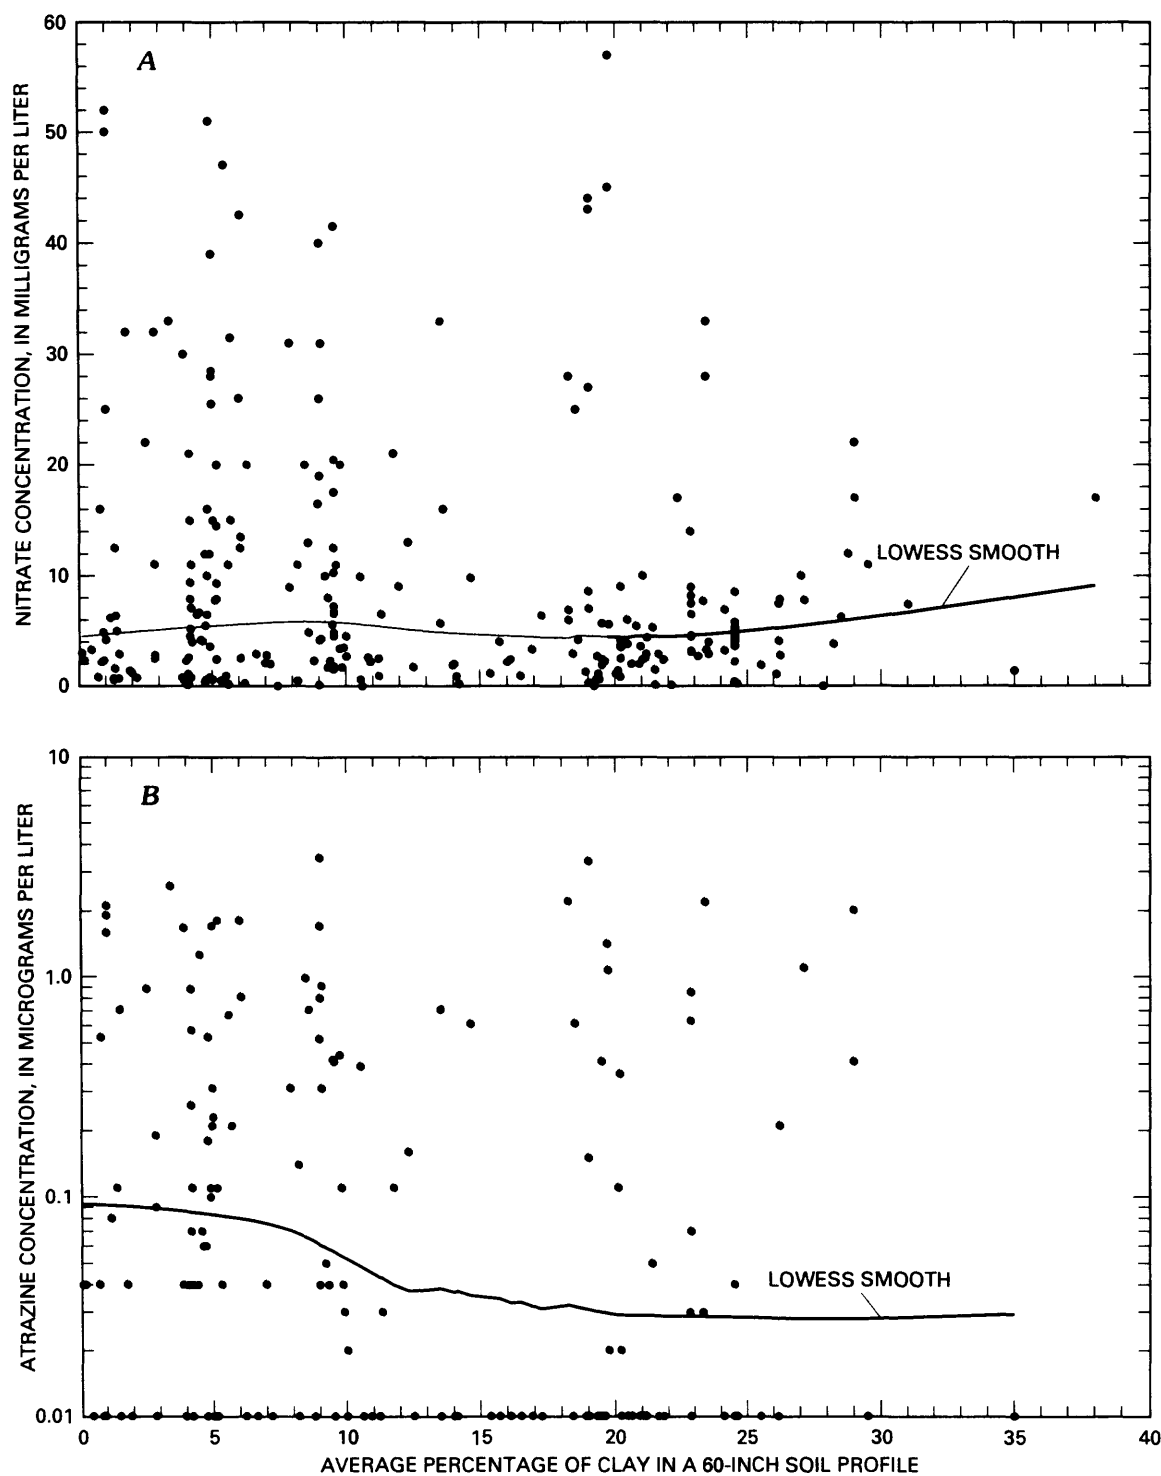 60
A
50
40
30
20
10
0
NITRATE CONCENTRATION, IN MILLIGRAMS PER LITER
LOWESS SMOOTH
10
B
1.0
0.1
0.01
ATRAZINE CONCENTRATION, IN MICROGRAMS PER LITER
LOWESS SMOOTH
0 5 10 15 20 25 30 35 40
AVERAGE PERCENTAGE OF CLAY IN A 60-INCH SOIL PROFILE